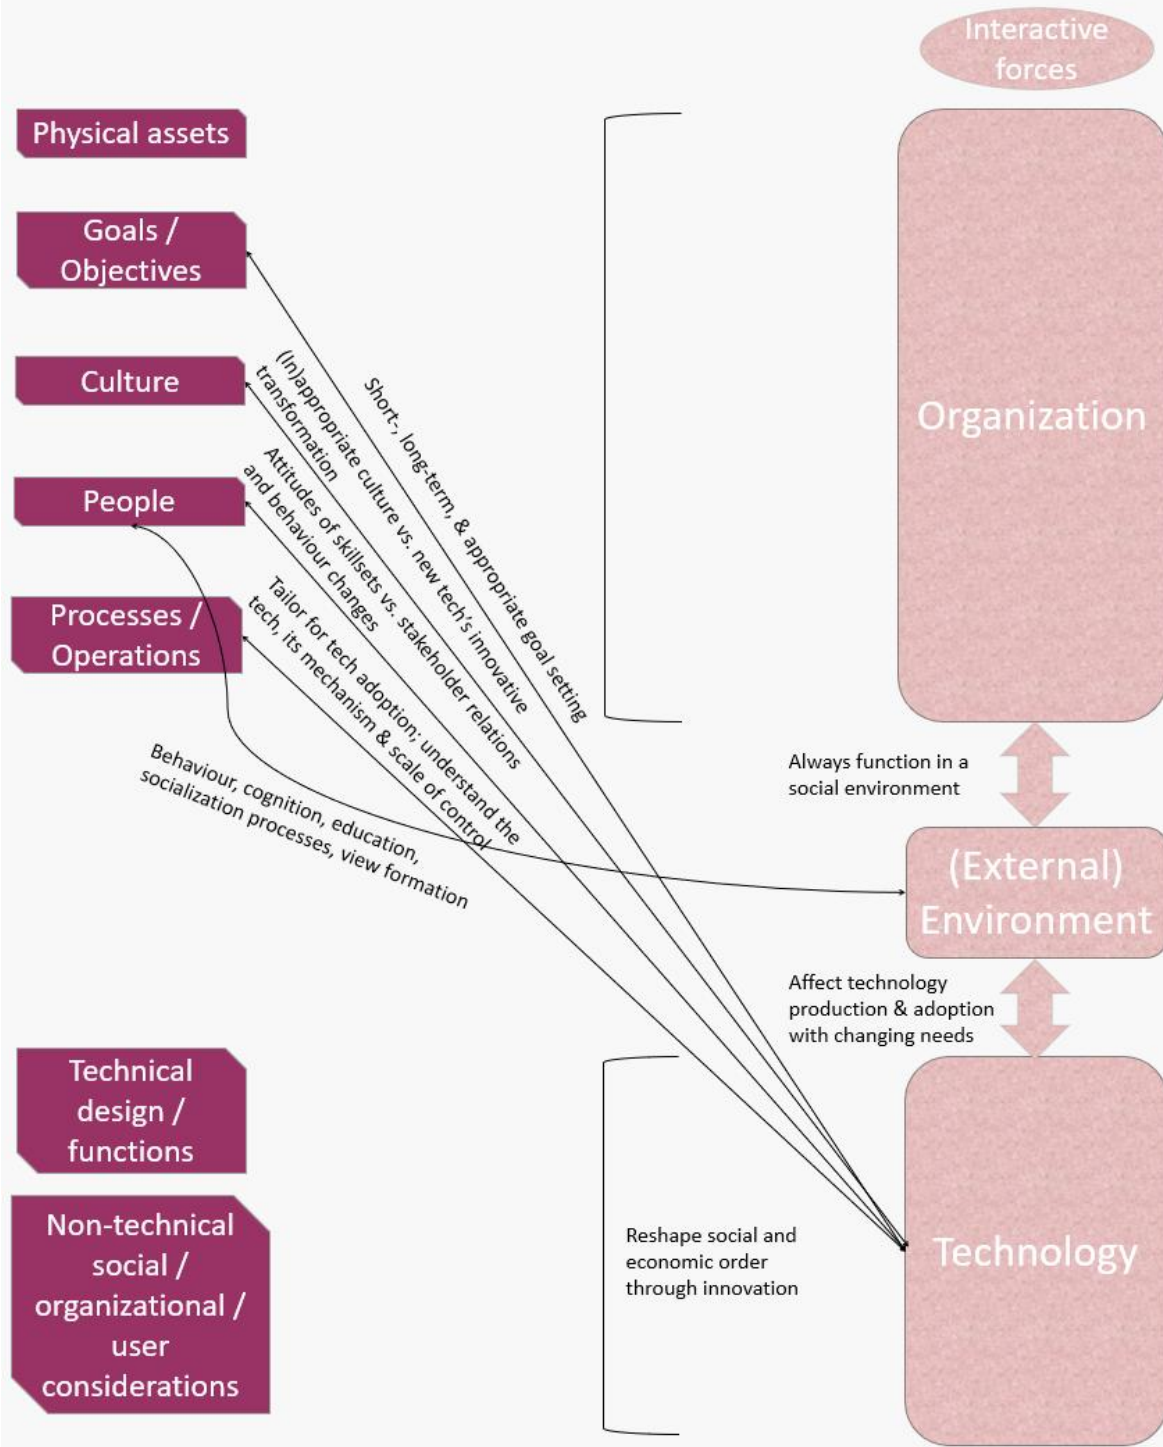 Interactive
forces
Physical assets
Goals /
Objectives
Culture
People
Processes /
Operations
Organization
Short-, long-term, & appropriate goal setting
(In)appropriate culture vs. new tech's innovative
transformation
Attitudes of skillsets vs. stakeholder relations
and behaviour changes
Tailor for tech adoption; understand the
tech, its mechanism & scale of control
Behaviour, cognition, education,
socialization processes, view formation
Always function in a
social environment
(External)
Environment
Affect technology
production & adoption
with changing needs
Technical
design /
functions
Non-technical
social /
organizational /
user
considerations
Reshape social and
economic order
through innovation
Technology